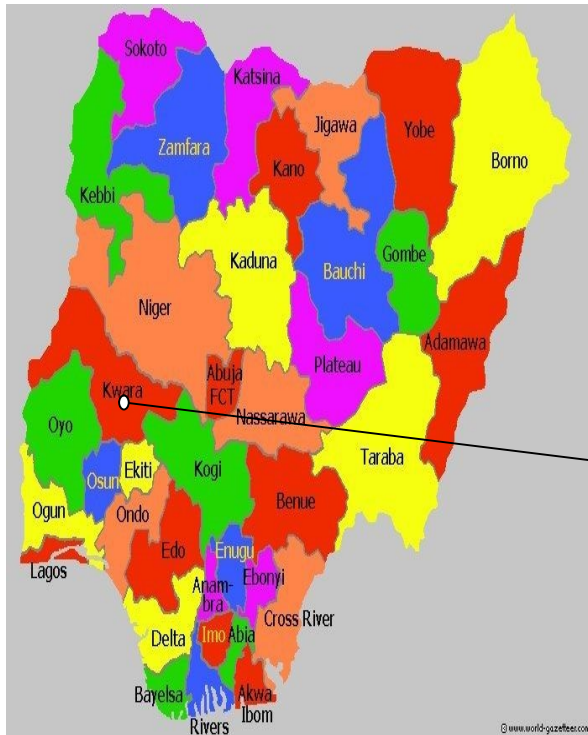 Sokoto
Katsina
Jigawa
Yobe
Borno
Zamfara
Kano
Kebbi
Gombe
Kaduna
Bauchi
Niger
Adamawa
Plateau
Abuja
FCT
Kwara
Nassarawa
Oyo
Taraba
Ekiti
Kogi
Osun
Benue
Ogun
Ondo
Edo
Enugu
Lagos
Anam-
bra
Ebonyi
Cross River
Delta
Imo
Abia
Bayelsa
Akwa
Ibom
Rivers
© www.world-gazetteer.com